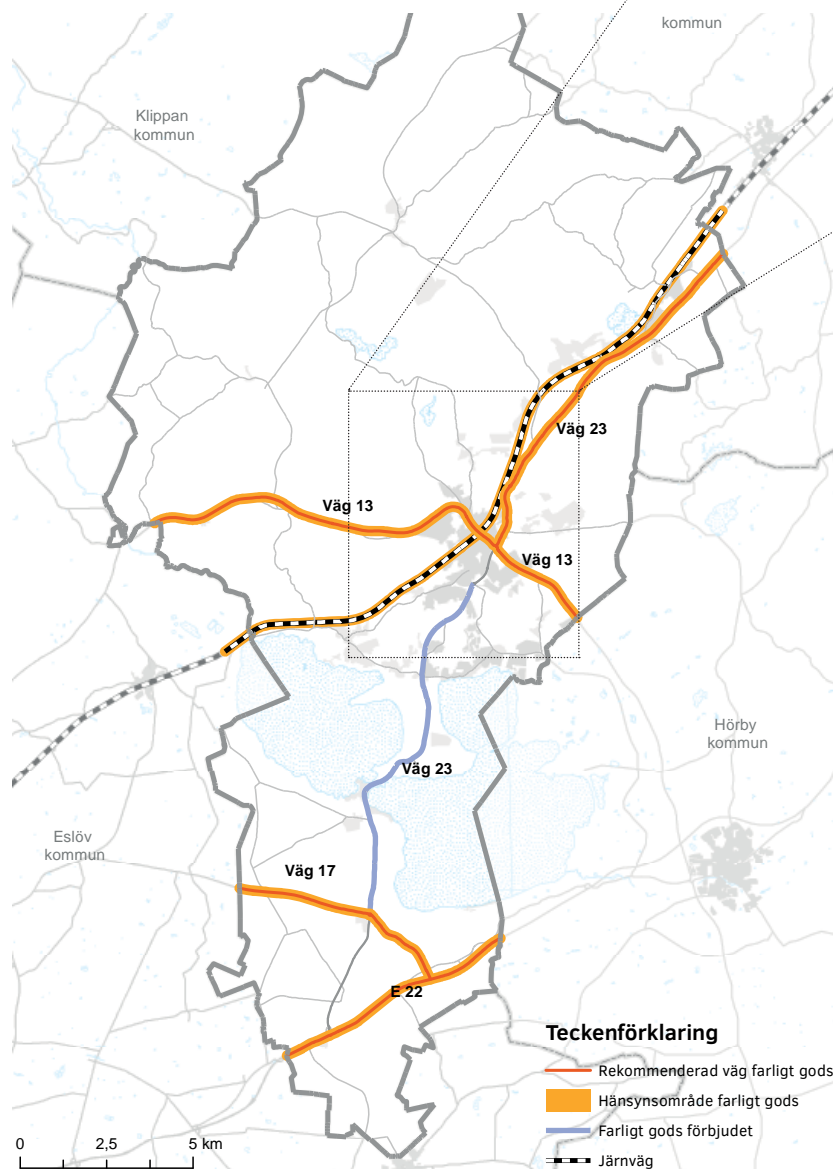 kommun
Klippan
kommun
Väg 23
Väg 13
Väg 13
Hörby
kommun
Väg 23
Eslöv
kommun
Väg 17
E 22
Teckenförklaring
Rekommenderad väg farligt gods
Hänsynsområde farligt gods
Farligt gods förbjudet
Järnväg
0 2,5 5 km